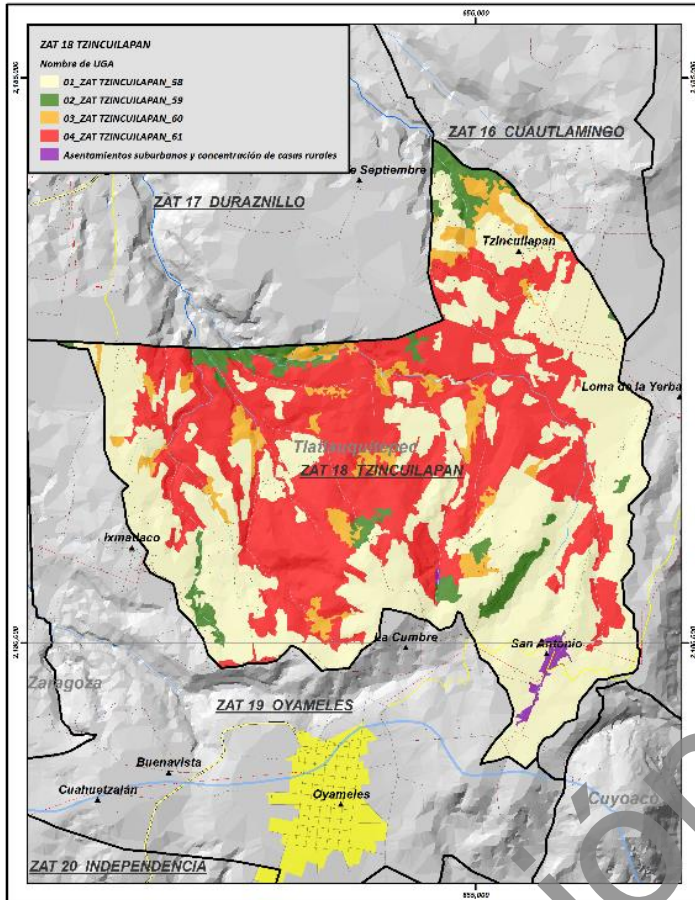 656,000
ZAT 18 TZINCUILAPAN
Nombre de UGA
01_ZAT TZINCUILAPAN_58
02_ZAT TZINCUILAPAN_59
03_ZAT TZINCUILAPAN_60
04_ZAT TZINCUILAPAN_61
Asentamientos suburbanos y concentración de casas rurales
ZAT 16 CUAUTLAMINGO
e Septiembre
ZAT 17 DURAZNILLO
Tzincuilapan
Loma de la Yerba
Tlatlauquitepec
ZAT 18 TZINCUILAPAN
Ixmatlaco
La Cumbre
San Antonio
Zaragoza
ZAT 19 OYAMELES
Buenavista
Cuahuetzalán
Oyameles
Cuyoaco
ZAT 20 INDEPENDENCIA